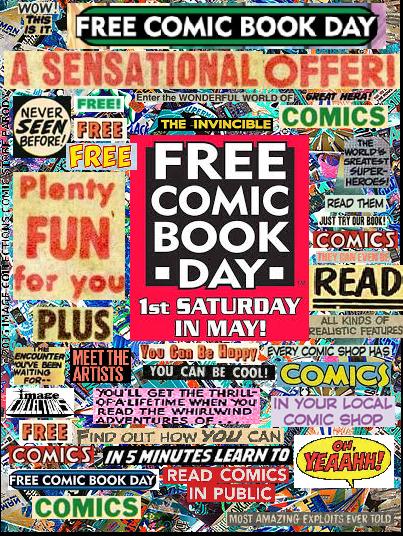 WOW!
THIS
IS IT
FREE COMIC BOOK DAY
A SENSATIONAL OFFER!
NEVER
SEEN
BEFORE!
FREE!
FREE
FREE
Enter the WONDERFUL WORLD OF
GREAT HERA!
COMICS
THE INVINCIBLE
THE
WORLD'S
GREATEST
SUPER-
HEROES!
FREE
COMIC
BOOK
DAY
1st SATURDAY
IN MAY!
Plenty
FUN
for you
PLUS
READ THEM
JUST TRY OUR BOOK!
COMICS
THEY CAN EVEN BE
READ
ALL KINDS OF
REALISTIC FEATURES
THE
ENCOUNTER
YOU'VE BEEN
WAITING
FOR--
MEET THE
ARTISTS
You Can Be Happy
YOU CAN BE COOL!
EVERY COMIC SHOP HAS!
COMICS
image
COLLECTIONS
YOU'LL GET THE THRILL-
OF-A-LIFETIME WHEN YOU
READ THE WHIRLWIND
ADVENTURES OF
IN YOUR LOCAL
COMIC SHOP
FREE
COMICS
FIND OUT HOW YOU CAN
IN 5 MINUTES LEARN TO
OH,
YEAAHH!
FREE COMIC BOOK DAY
READ COMICS
IN PUBLIC
COMICS
MOST AMAZING EXPLOITS EVER TOLD